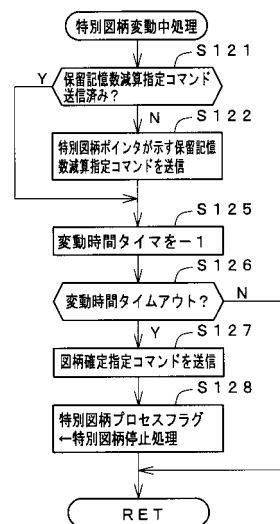 特別図柄変動中処理
S121
Y
保留記憶数減算指定コマンド
送信済み？
N
S122
特別図柄ポインタが示す保留記憶
数減算指定コマンドを送信
S125
変動時間タイマを－1
S126
変動時間タイムアウト？
N
Y
S127
図柄確定指定コマンドを送信
S128
特別図柄プロセスフラグ
←特別図柄停止処理
RET